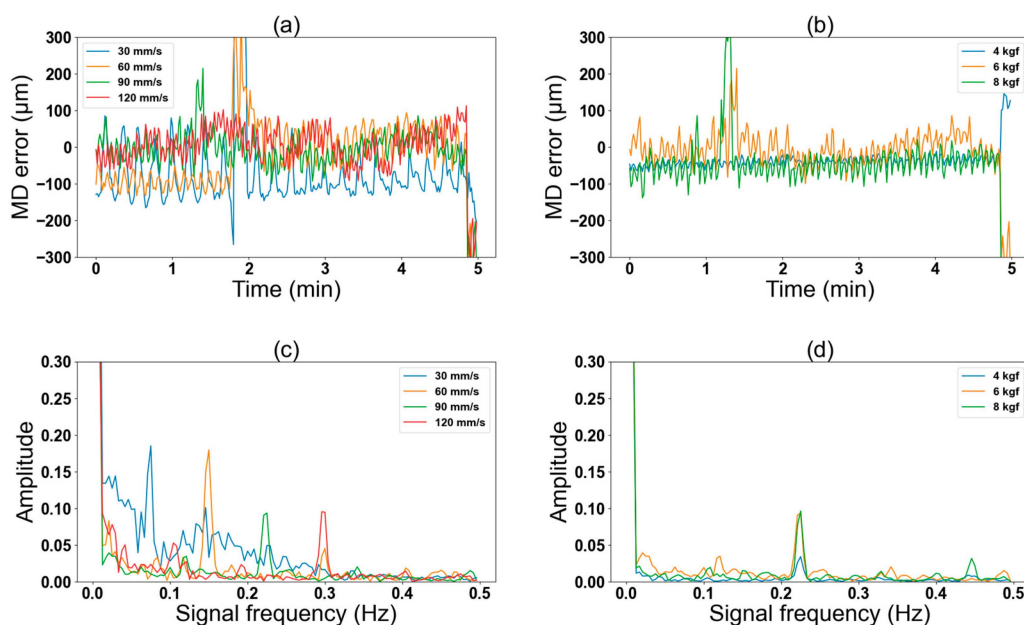 (a)
MD error (µm)
300
200
100
0
−100
−200
−300
30 mm/s
60 mm/s
90 mm/s
120 mm/s
0
1
2
3
4
5
Time (min)
(b)
MD error (µm)
300
200
100
0
−100
−200
−300
4 kgf
6 kgf
8 kgf
0
1
2
3
4
5
Time (min)
(c)
Amplitude
0.30
0.25
0.20
0.15
0.10
0.05
0.00
30 mm/s
60 mm/s
90 mm/s
120 mm/s
0.0
0.1
0.2
0.3
0.4
0.5
Signal frequency (Hz)
(d)
Amplitude
0.30
0.25
0.20
0.15
0.10
0.05
0.00
4 kgf
6 kgf
8 kgf
0.0
0.1
0.2
0.3
0.4
0.5
Signal frequency (Hz)